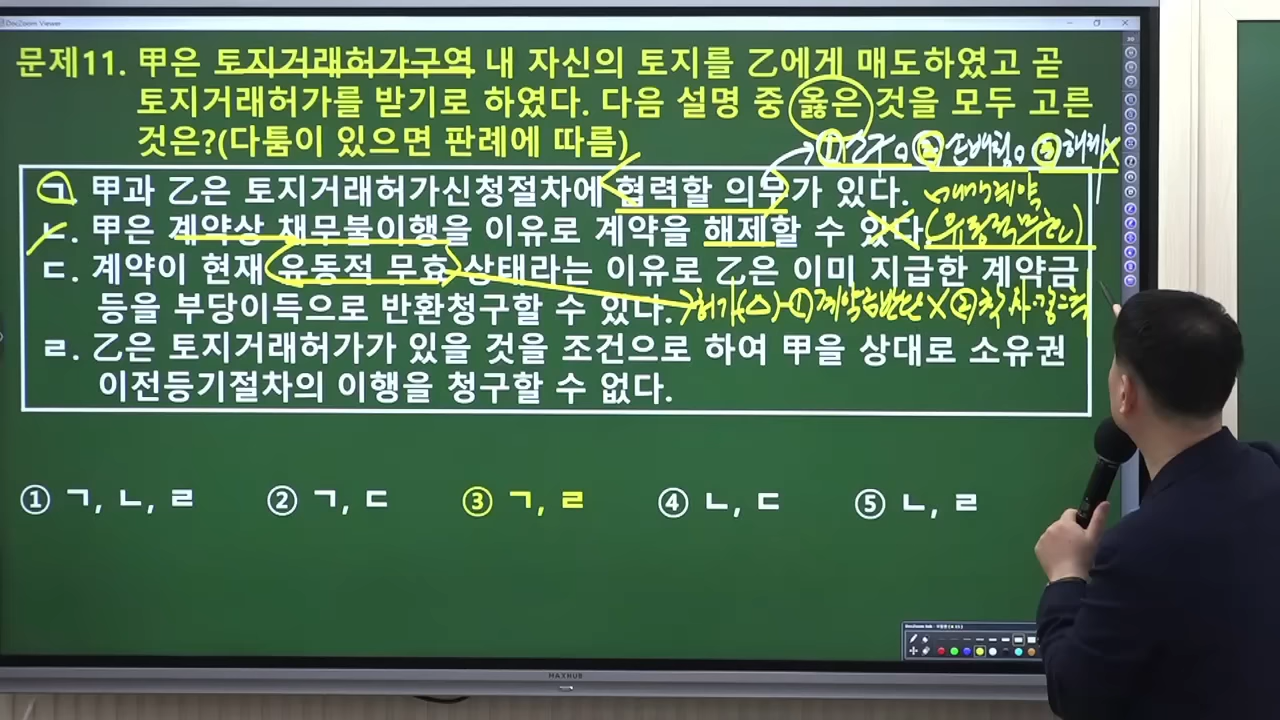 DocZoom Viewer
문제11. 甲은 토지거래허가구역 내 자신의 토지를 乙에게 매도하였고 곧
토지거래허가를 받기로 하였다. 다음 설명 중 옳은 것을 모두 고른
것은?(다툼이 있으면 판례에 따름)
① ② ③ 해제X
ㄱ. 甲과 乙은 토지거래허가신청절차에 협력할 의무가 있다.
ㄴ. 甲은 계약상 채무불이행을 이유로 계약을 해제할 수 있다. (유동적무효)
ㄷ. 계약이 현재 유동적 무효 상태라는 이유로 乙은 이미 지급한 계약금
등을 부당이득으로 반환청구할 수 있다. 허가(△)-①계약금반환X ②
ㄹ. 乙은 토지거래허가가 있을 것을 조건으로 하여 甲을 상대로 소유권
이전등기절차의 이행을 청구할 수 없다.
① ㄱ, ㄴ, ㄹ ② ㄱ, ㄷ ③ ㄱ, ㄹ ④ ㄴ, ㄷ ⑤ ㄴ, ㄹ
MAXHUB